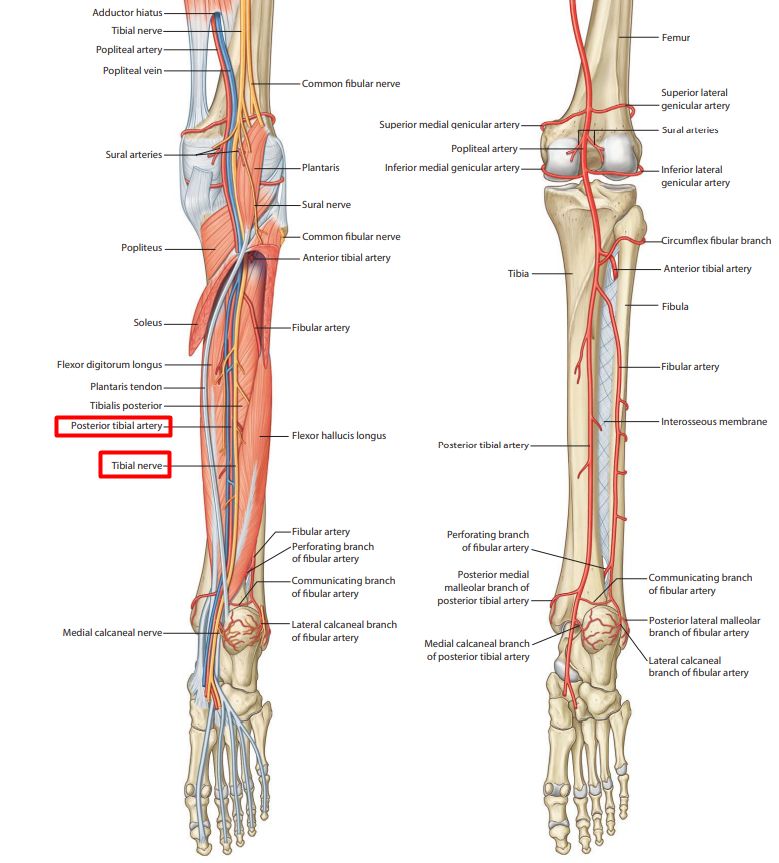 Adductor hiatus
Tibial nerve
Popliteal artery
Popliteal vein
Common fibular nerve
Sural arteries
Plantaris
Sural nerve
Popliteus
Common fibular nerve
Anterior tibial artery
Soleus
Fibular artery
Flexor digitorum longus
Plantaris tendon
Tibialis posterior
Posterior tibial artery
Flexor hallucis longus
Tibial nerve
Fibular artery
Perforating branch
of fibular artery
Communicating branch
of fibular artery
Medial calcaneal nerve
Lateral calcaneal branch
of fibular artery
Femur
Superior lateral
genicular artery
Superior medial genicular artery
Sural arteries
Popliteal artery
Inferior medial genicular artery
Inferior lateral
genicular artery
Circumflex fibular branch
Tibia
Anterior tibial artery
Fibula
Fibular artery
Interosseous membrane
Posterior tibial artery
Perforating branch
of fibular artery
Posterior medial
malleolar branch of
posterior tibial artery
Communicating branch
of fibular artery
Posterior lateral malleolar
branch of fibular artery
Medial calcaneal branch
of posterior tibial artery
Lateral calcaneal
branch of fibular artery